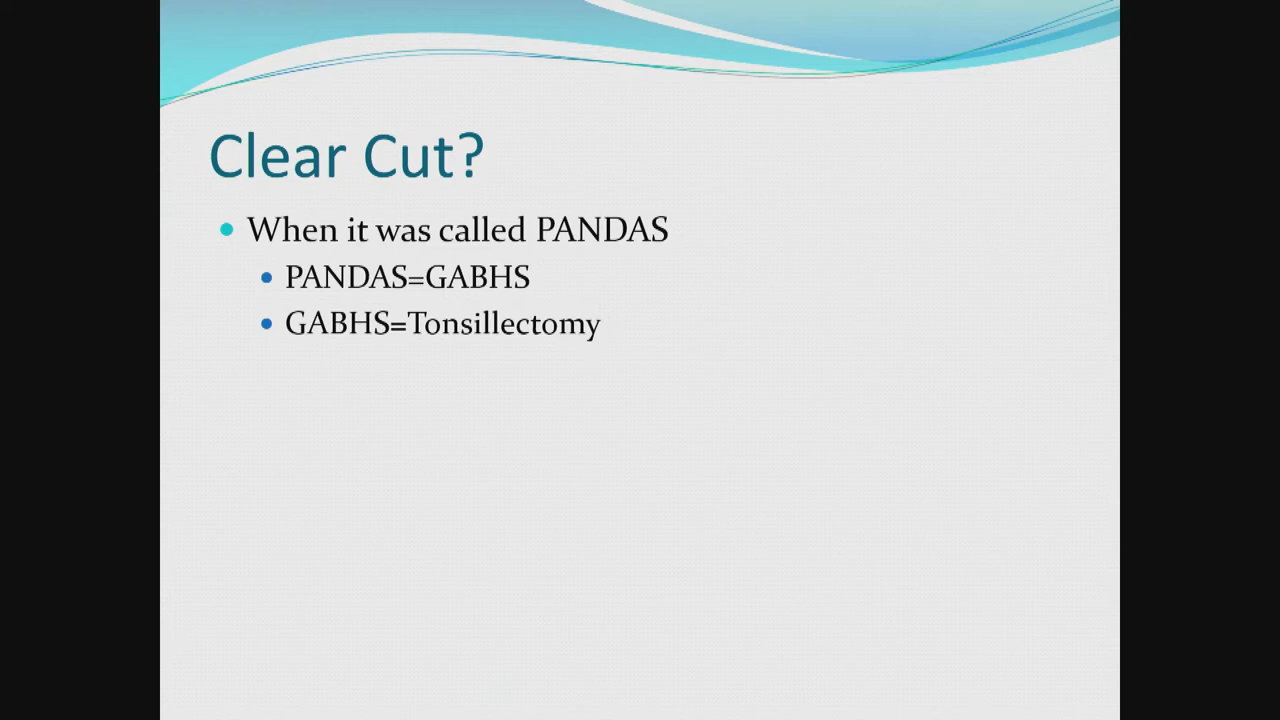 Clear Cut?
When it was called PANDAS
PANDAS=GABHS
GABHS=Tonsillectomy